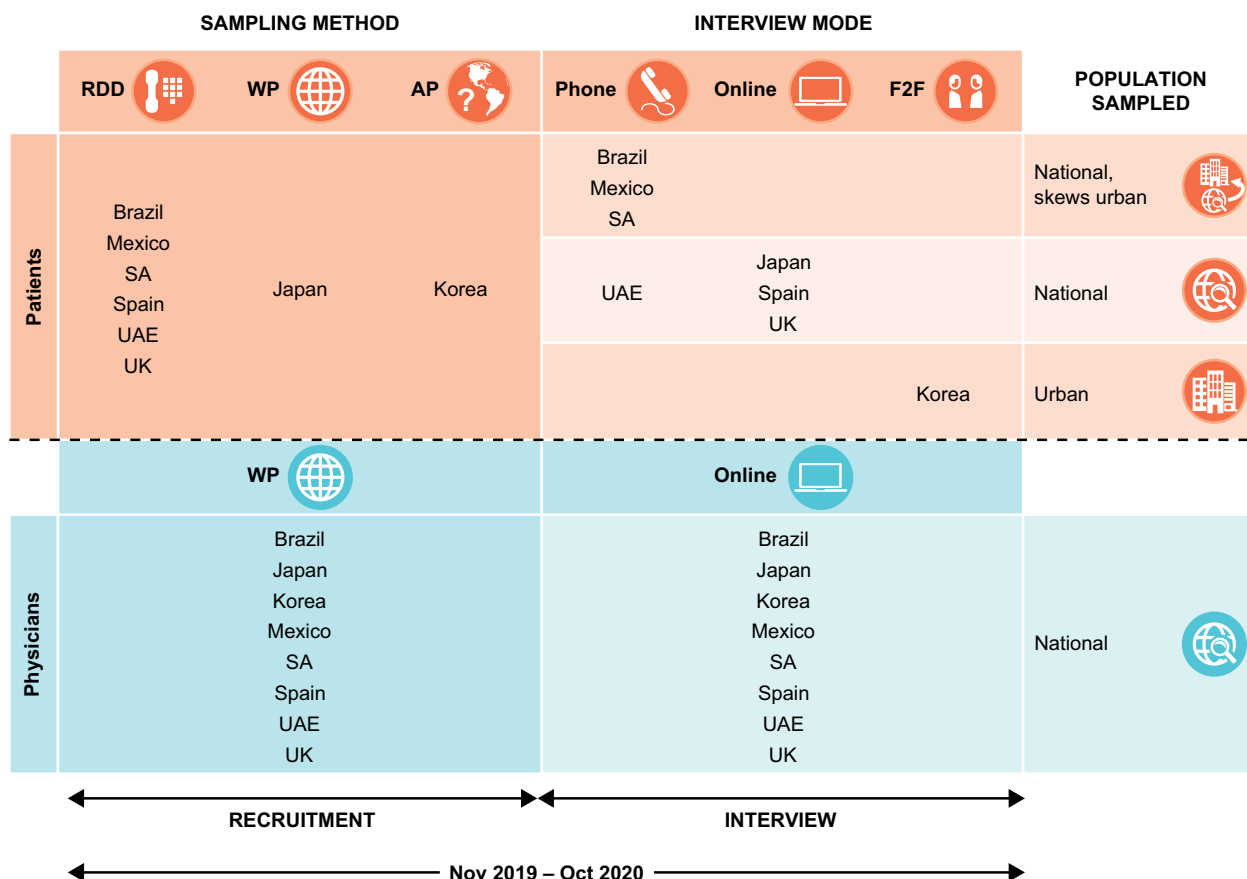 SAMPLING METHOD
INTERVIEW MODE
POPULATION
SAMPLED
RDD
WP
AP
?
Phone
Online
F2F
Patients
Brazil
Mexico
SA
Spain
UAE
UK
Japan
Korea
Brazil
Mexico
SA
National,
skews urban
UAE
Japan
Spain
UK
National
Korea
Urban
WP
Online
Physicians
Brazil
Japan
Korea
Mexico
SA
Spain
UAE
UK
Brazil
Japan
Korea
Mexico
SA
Spain
UAE
UK
National
RECRUITMENT
INTERVIEW
Nov 2019 – Oct 2020